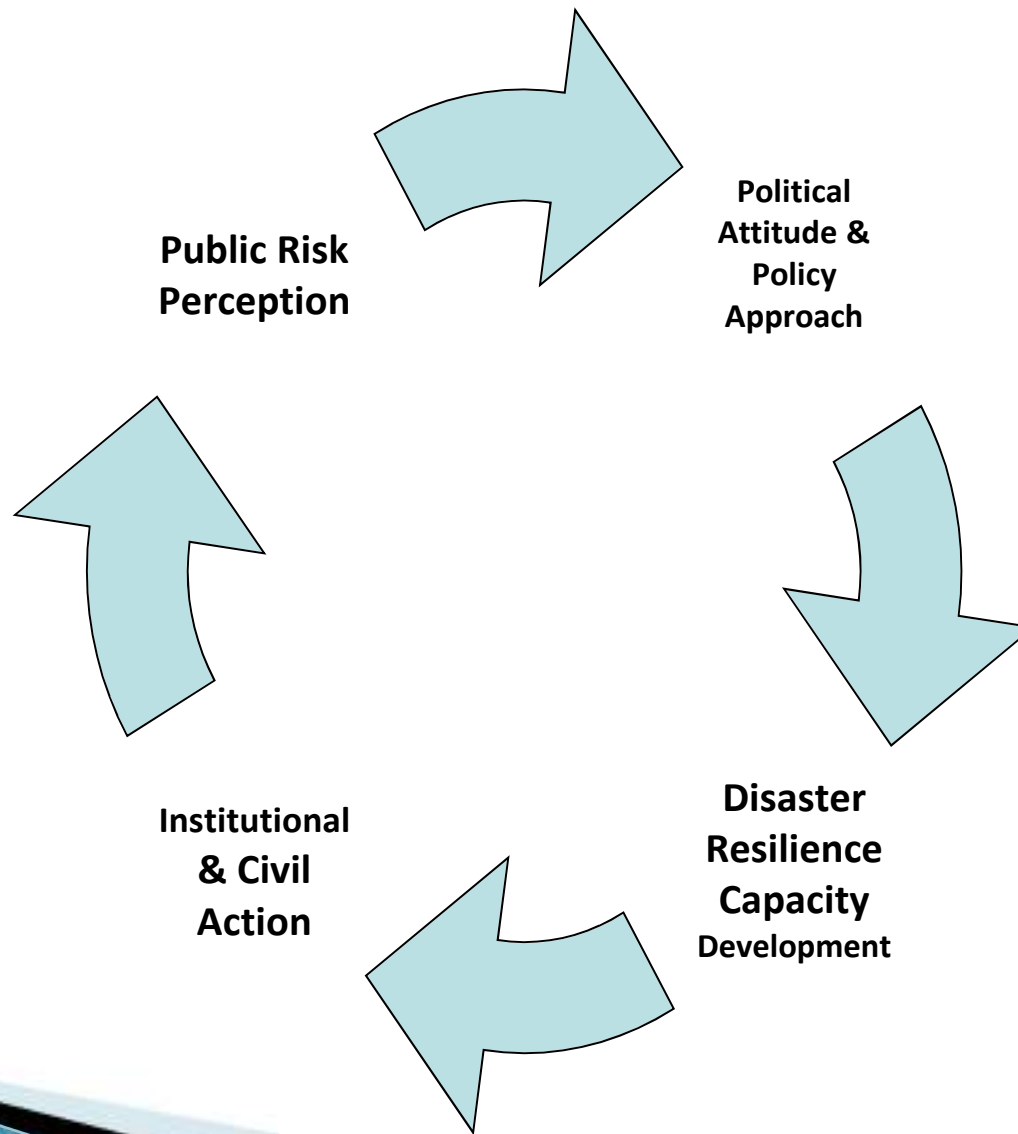 Public Risk
Perception
Political
Attitude &
Policy
Approach
Disaster
Resilience
Capacity
Development
Institutional
& Civil
Action